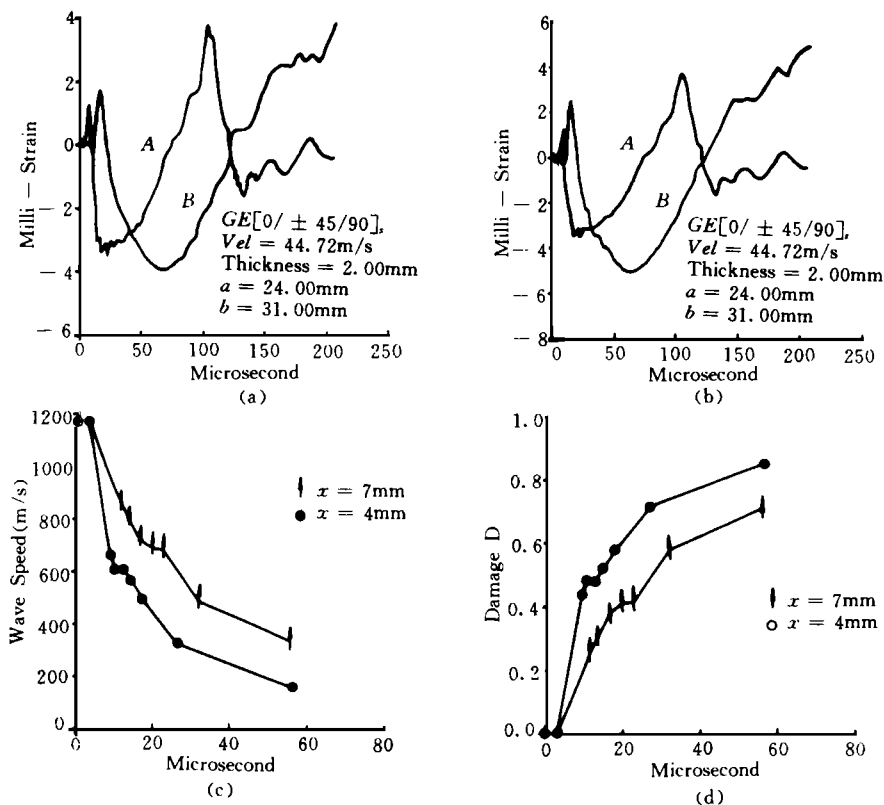 4
2
0
— 2
— 4
— 6
Milli — Strain
A
B
GE[0/ ± 45/90],
Vel = 44.72m/s
Thickness = 2.00mm
a = 24.00mm
b = 31.00mm
0 50 100 150 200 250
Microsecond
(a)
6
4
2
0
— 2
— 4
— 6
— 8
Milli — Strain
A
B
GE[0/ ± 45/90],
Vel = 44.72m/s
Thickness = 2.00mm
a = 24.00mm
b = 31.00mm
0 50 100 150 200 250
Microsecond
(b)
1200
1000
800
600
400
200
0
Wave Speed(m/s)
x = 7mm
x = 4mm
0 20 40 60 80
Microsecond
(c)
1.0
0.8
0.6
0.4
0.2
0.0
Damage D
x = 7mm
x = 4mm
0 20 40 60 80
Microsecond
(d)